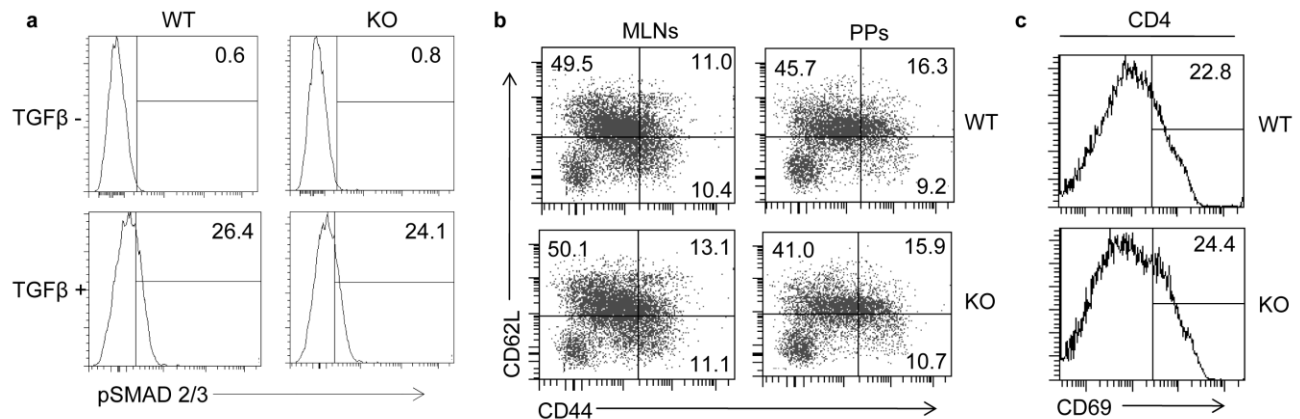 a
WT KO
TGFβ -
0.6 0.8
TGFβ +
26.4 24.1
pSMAD 2/3
b
MLNs PPs
49.5 11.0 45.7 16.3
WT
10.4 9.2
50.1 13.1 41.0 15.9
KO
11.1 10.7
CD62L
CD44
c
CD4
22.8
WT
24.4
KO
CD69